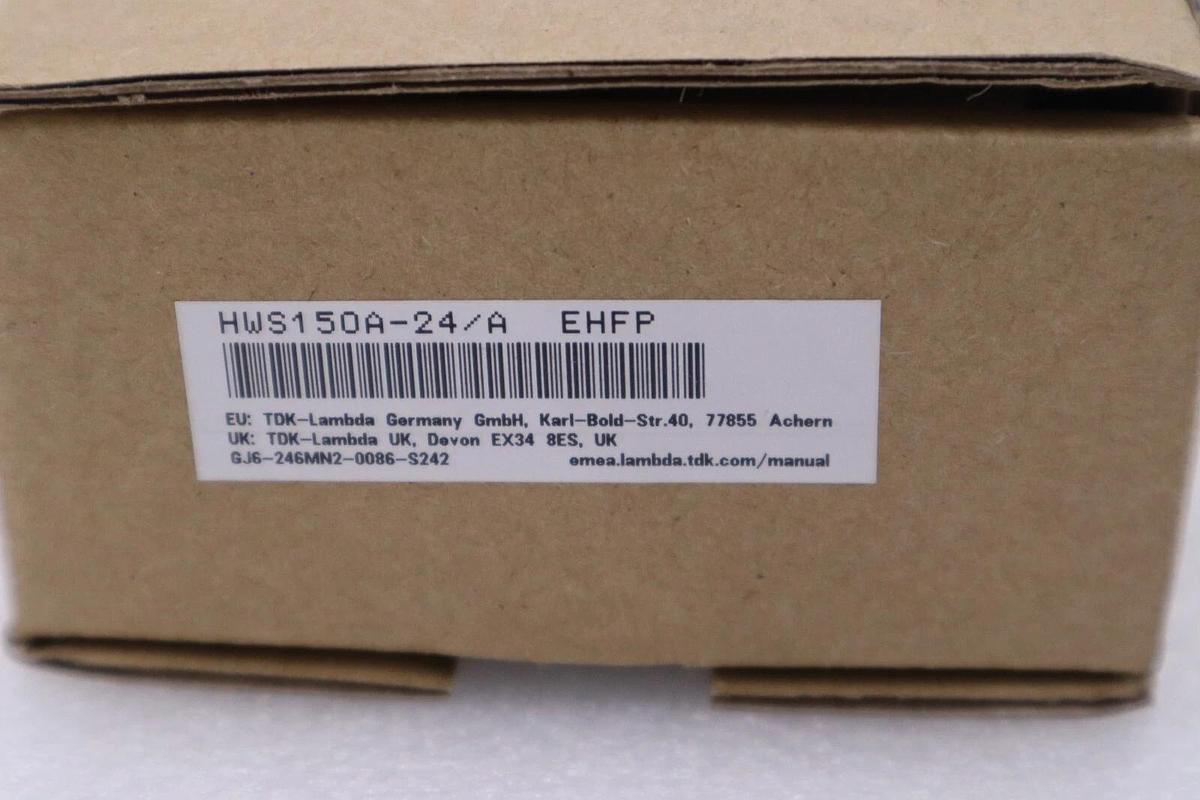 HWS150A-24/A EHFP
EU: TDK-Lambda Germany GmbH, Karl-Bold-Str.40, 77855 Achern
UK: TDK-Lambda UK, Devon EX34 8ES, UK
GJ6-246MN2-0086-S242 emea.lambda.tdk.com/manual